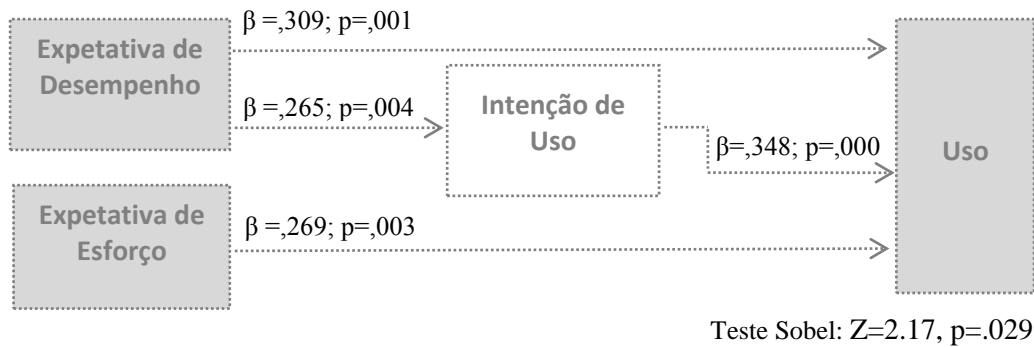 β =,309; p=,001
Expetativa de
Desempenho
β =,265; p=,004
Intenção de
Uso
β=,348; p=,000
Uso
Expetativa de
Esforço
β =,269; p=,003
Teste Sobel: Z=2.17, p=.029